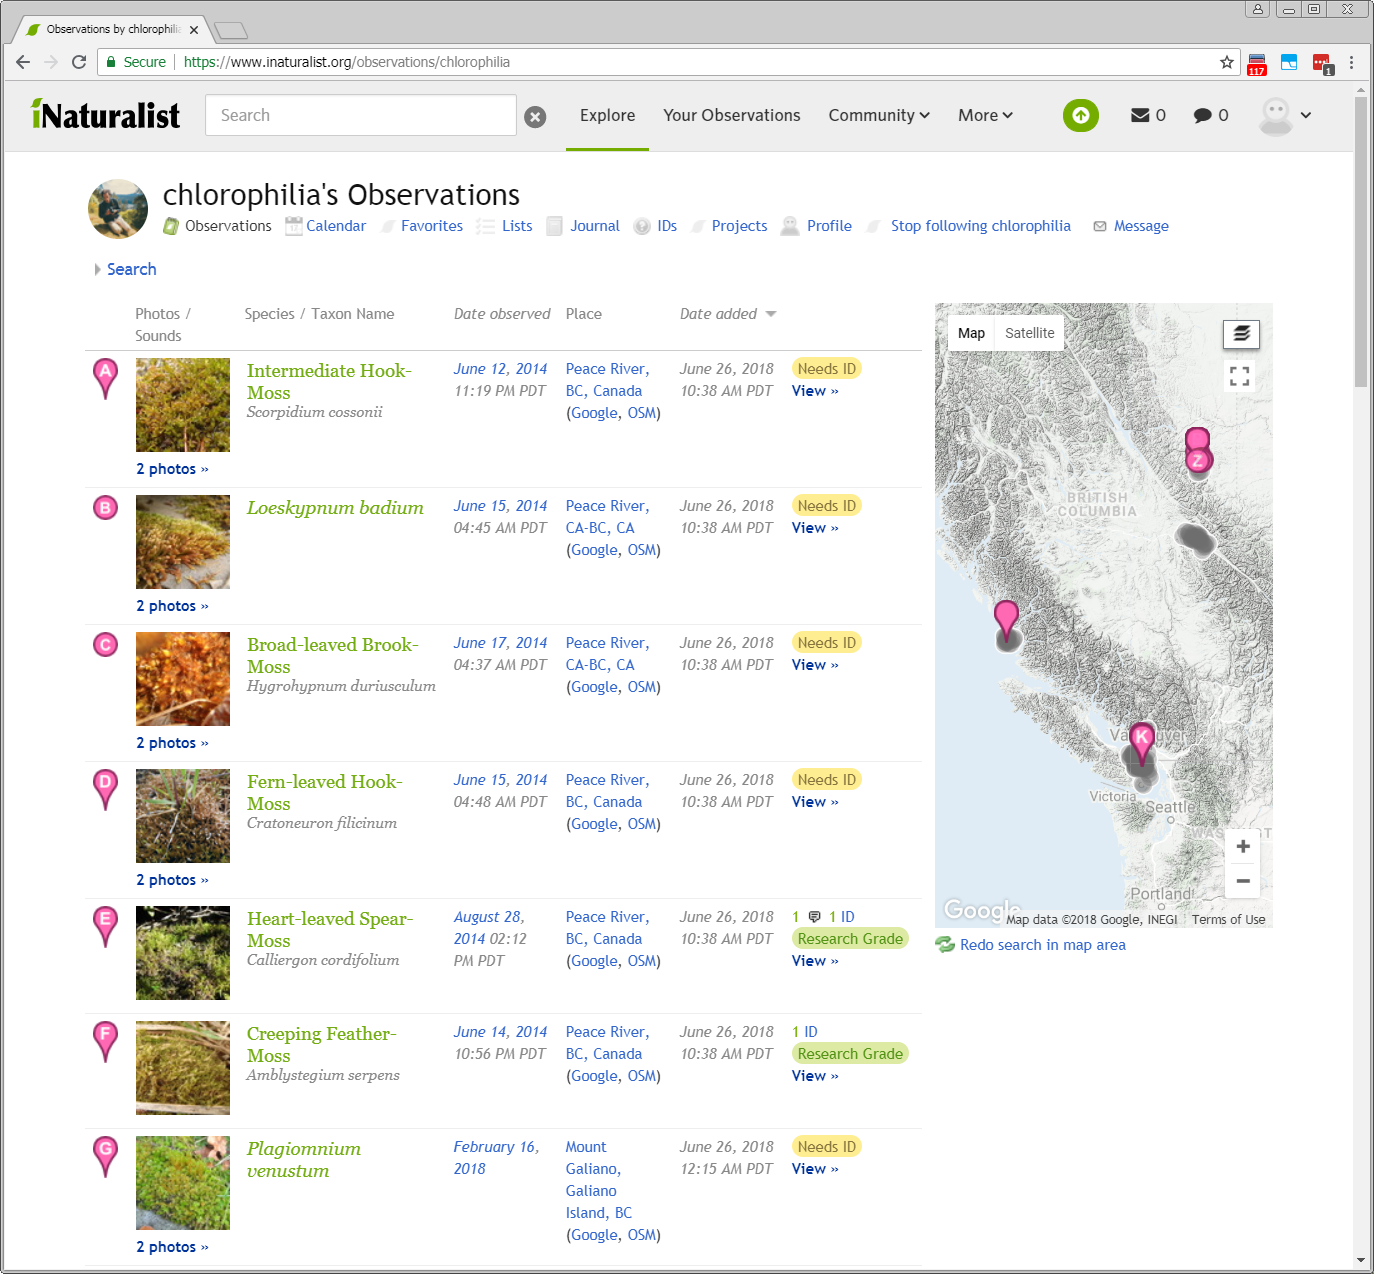 Observations by chlorophili
Secure https://www.inaturalist.org/observations/chlorophilia
117
1
iNaturalist Search Explore Your Observations Community More 0 0
chlorophilia's Observations
Observations Calendar Favorites Lists Journal IDs Projects Profile Stop following chlorophilia Message
Search
Photos / Species / Taxon Name Date observed Place Date added
Sounds
A Intermediate Hook- June 12, 2014 Peace River, June 26, 2018 Needs ID
Moss 11:19 PM PDT BC, Canada 10:38 AM PDT View »
Scorpidium cossonii (Google, OSM)
2 photos »
B Loeskypnum badium June 15, 2014 Peace River, June 26, 2018 Needs ID
04:45 AM PDT CA-BC, CA 10:38 AM PDT View »
(Google, OSM)
2 photos »
C Broad-leaved Brook- June 17, 2014 Peace River, June 26, 2018 Needs ID
Moss 04:37 AM PDT CA-BC, CA 10:38 AM PDT View »
Hygrohypnum duriusculum (Google, OSM)
2 photos »
D Fern-leaved Hook- June 15, 2014 Peace River, June 26, 2018 Needs ID
Moss 04:48 AM PDT BC, Canada 10:38 AM PDT View »
Cratoneuron filicinum (Google, OSM)
2 photos »
E Heart-leaved Spear- August 28, Peace River, June 26, 2018 1 1 ID
Moss 2014 02:12 BC, Canada 10:38 AM PDT Research Grade
Calliergon cordifolium PM PDT (Google, OSM) View »
F Creeping Feather- June 14, 2014 Peace River, June 26, 2018 1 ID
Moss 10:56 PM PDT BC, Canada 10:38 AM PDT Research Grade
Amblystegium serpens (Google, OSM) View »
G Plagiomnium February 16, Mount June 26, 2018 Needs ID
venustum 2018 Galiano, 12:15 AM PDT View »
Galiano
Island, BC
(Google, OSM)
2 photos »
Map Satellite
Z
BRITISH
COLUMBIA
K
Victoria
Seattle
Portland
+
−
Google Map data ©2018 Google, INEGI Terms of Use
Redo search in map area